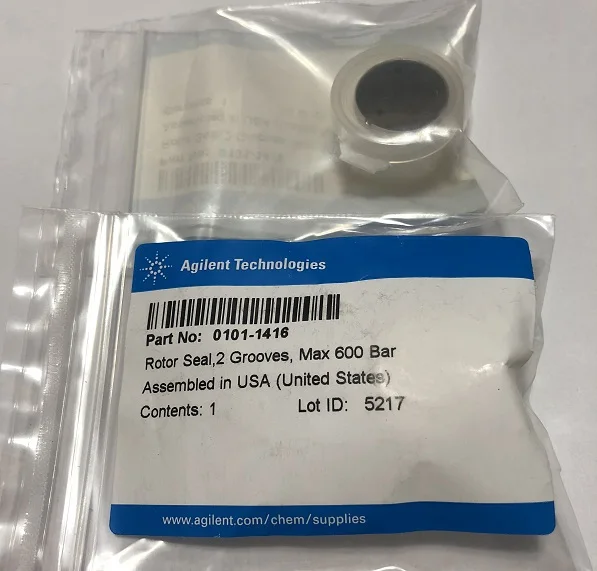 Agilent Technologies
Part No: 0101-1416
Rotor Seal,2 Grooves, Max 600 Bar
Assembled in USA (United States)
Contents: 1 Lot ID: 5217
www.agilent.com/chem/supplies